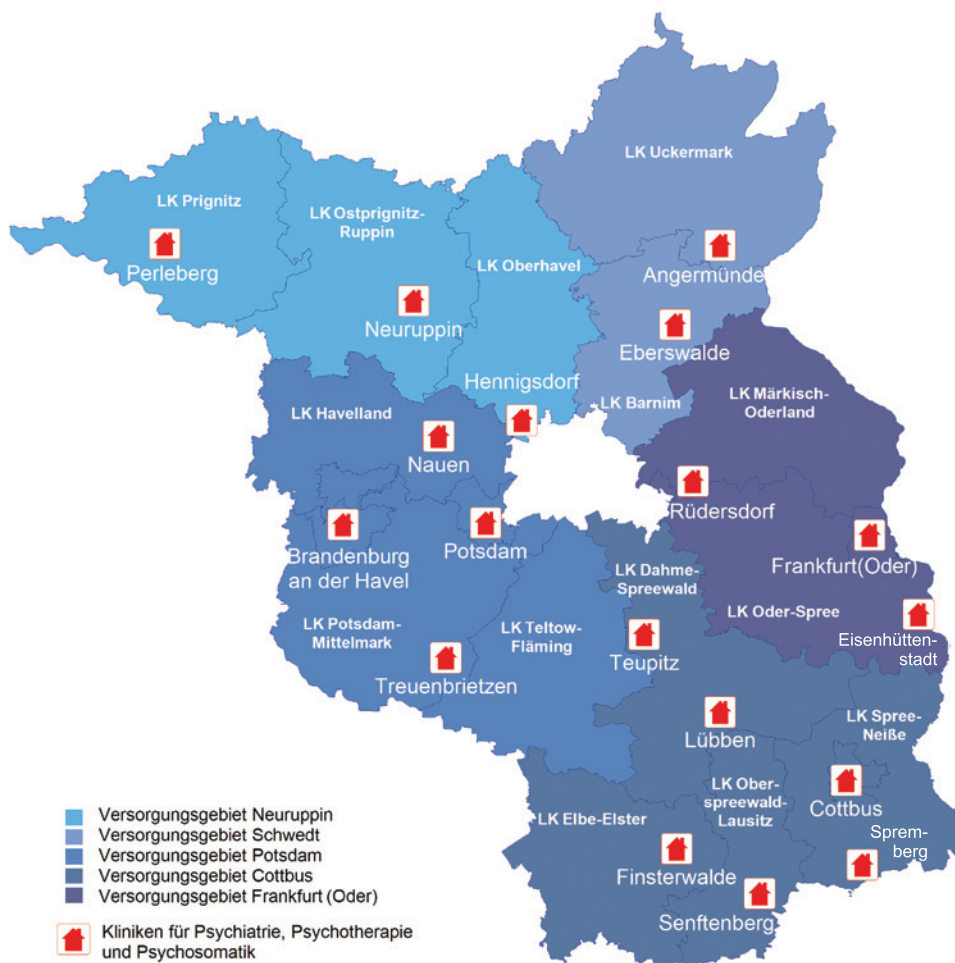 LK Uckermark
LK Prignitz
LK Ostprignitz-
Ruppin
Perleberg
LK Oberhavel
Angermünde
Neuruppin
Eberswalde
Hennigsdorf
LK Havelland
LK Barnim
LK Märkisch-
Oderland
Nauen
Rüdersdorf
Brandenburg
an der Havel
Potsdam
Frankfurt(Oder)
LK Dahme-
Spreewald
LK Oder-Spree
LK Potsdam-
Mittelmark
LK Teltow-
Fläming
Eisenhütten-
stadt
Teupitz
Treuenbrietzen
LK Spree-
Neiße
Lübben
LK Ober-
spreewald-
Lausitz
Cottbus
LK Elbe-Elster
Sprem-
berg
Finsterwalde
Senftenberg
Versorgungsgebiet Neuruppin
Versorgungsgebiet Schwedt
Versorgungsgebiet Potsdam
Versorgungsgebiet Cottbus
Versorgungsgebiet Frankfurt (Oder)
Kliniken für Psychiatrie, Psychotherapie
und Psychosomatik